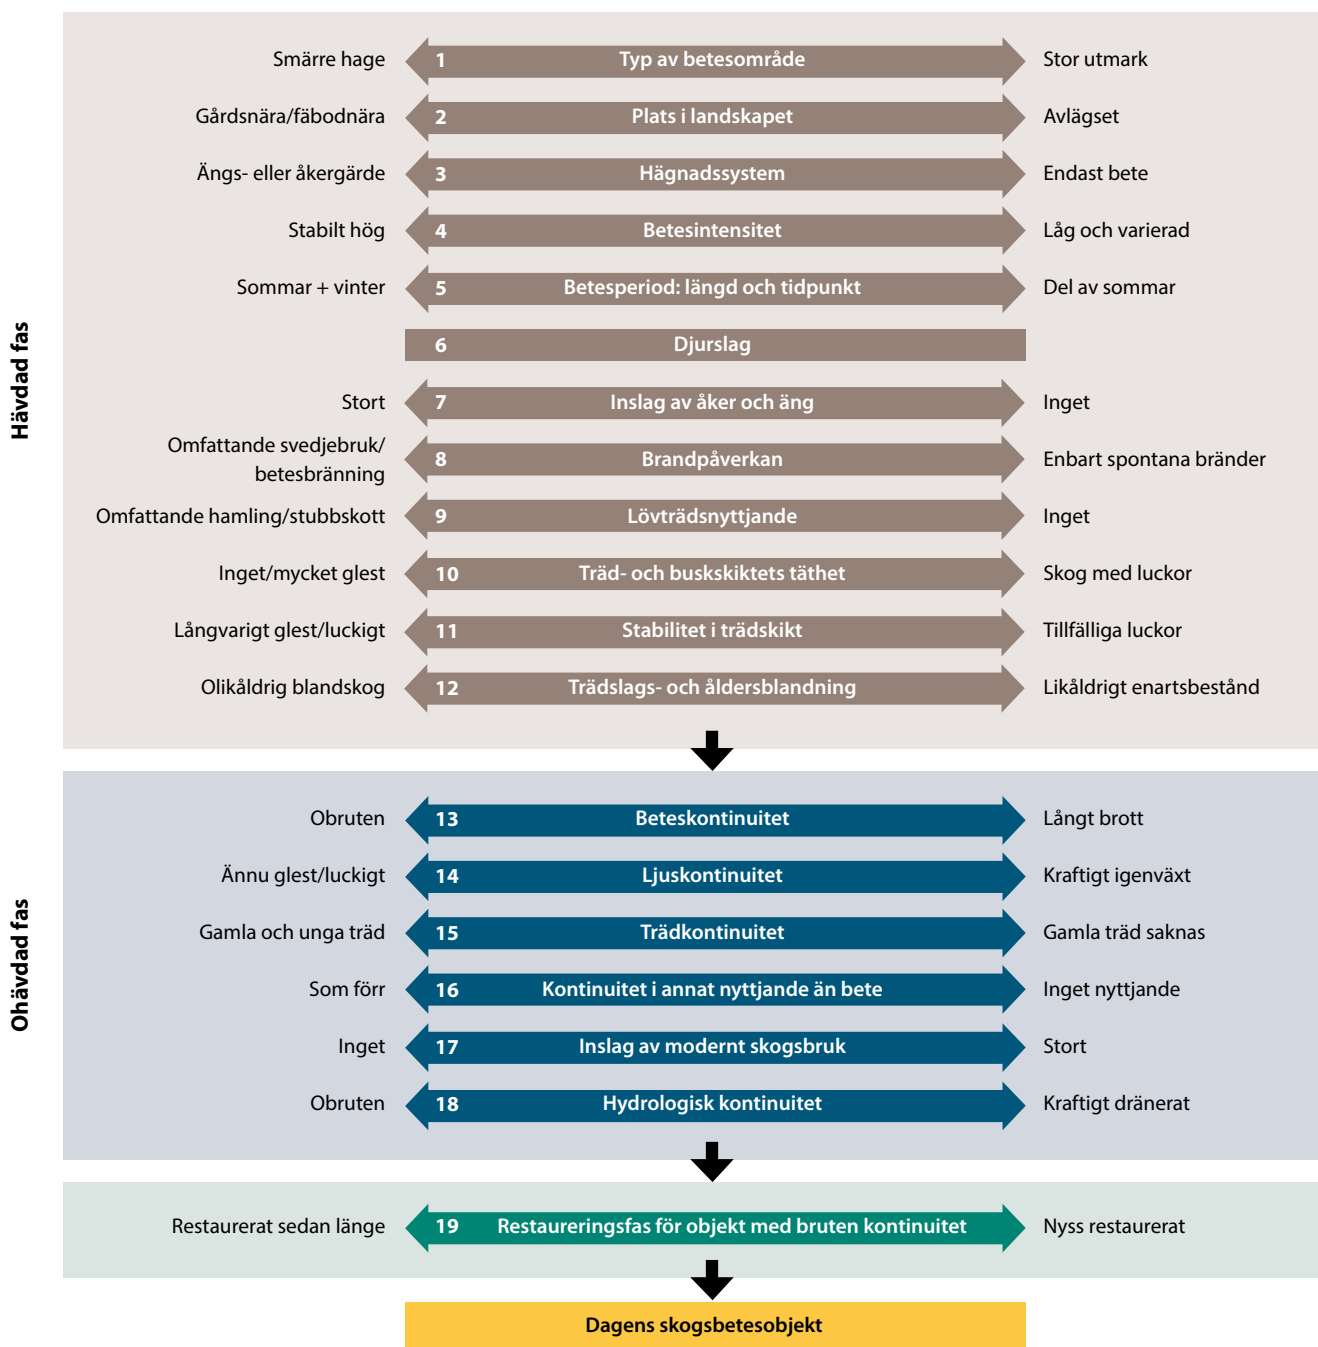 Hävdad fas
Smärre hage 1 Typ av betesområde Stor utmark
Gårdsnära/fäbodnära 2 Plats i landskapet Avlägset
Ängs- eller åkergärde 3 Hägnadssystem Endast bete
Stabilt hög 4 Betesintensitet Låg och varierad
Sommar + vinter 5 Betesperiod: längd och tidpunkt Del av sommar
6 Djurslag
Stort 7 Inslag av åker och äng Inget
Omfattande svedjebruk/
betesbränning 8 Brandpåverkan Enbart spontana bränder
Omfattande hamling/stubbskott 9 Lövträdsnyttjande Inget
Inget/mycket glest 10 Träd- och buskskiktets täthet Skog med luckor
Långvarigt glest/luckigt 11 Stabilitet i trädskikt Tillfälliga luckor
Olikåldrig blandskog 12 Trädslags- och åldersblandning Likåldrigt enartsbestånd
Ohävdad fas
Obruten 13 Beteskontinuitet Långt brott
Ännu glest/luckigt 14 Ljuskontinuitet Kraftigt igenväxt
Gamla och unga träd 15 Trädkontinuitet Gamla träd saknas
Som förr 16 Kontinuitet i annat nyttjande än bete Inget nyttjande
Inget 17 Inslag av modernt skogsbruk Stort
Obruten 18 Hydrologisk kontinuitet Kraftigt dränerat
Restaurerat sedan länge 19 Restaureringsfas för objekt med bruten kontinuitet Nyss restaurerat
Dagens skogsbetesobjekt